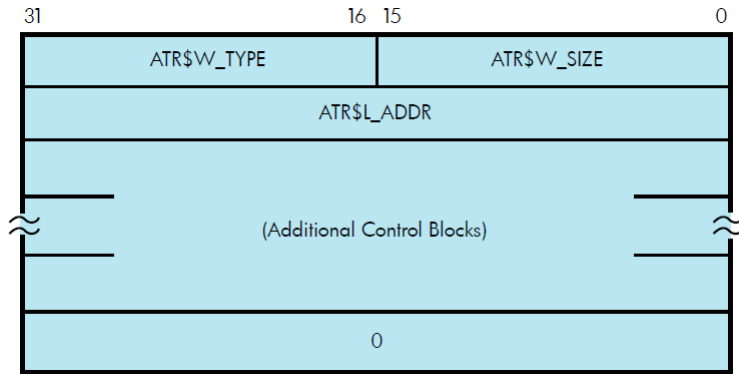 31 16 15 0
ATR$W_TYPE ATR$W_SIZE
ATR$L_ADDR
(Additional Control Blocks)
0